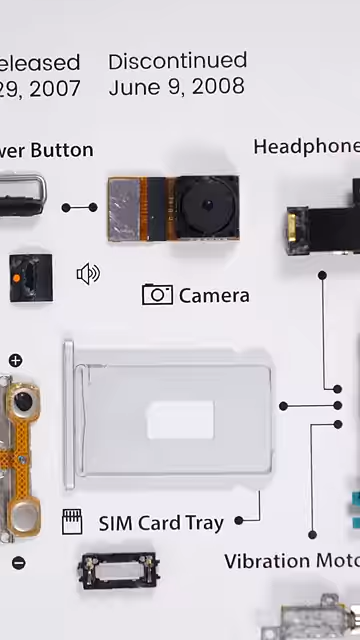 eleased Discontinued
29, 2007 June 9, 2008
wer Button
Headphone
Camera
SIM Card Tray
Vibration Moto